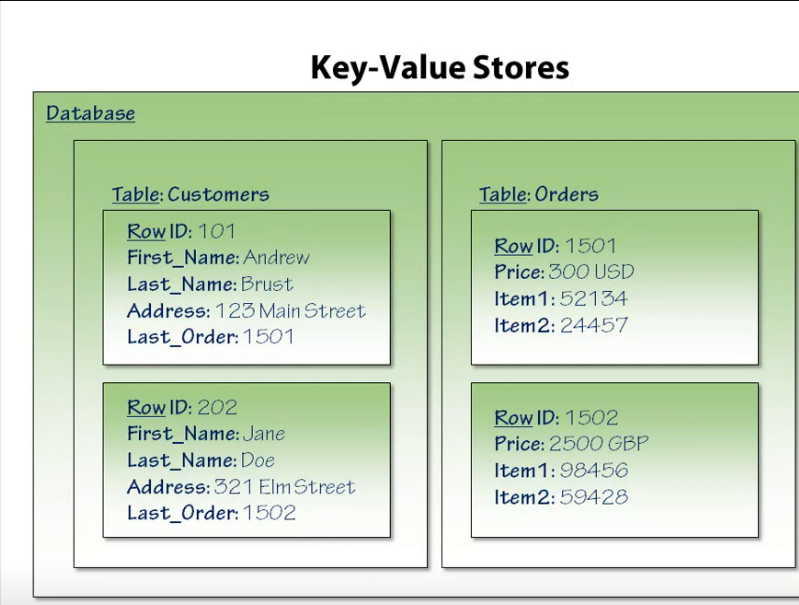 Key-Value Stores
Database
Table: Customers
Row ID: 101
First_Name: Andrew
Last_Name: Brust
Address: 123 Main Street
Last_Order: 1501
Row ID: 202
First_Name: Jane
Last_Name: Doe
Address: 321 Elm Street
Last_Order: 1502
Table: Orders
Row ID: 1501
Price: 300 USD
Item1: 52134
Item2: 24457
Row ID: 1502
Price: 2500 GBP
Item1: 98456
Item2: 59428